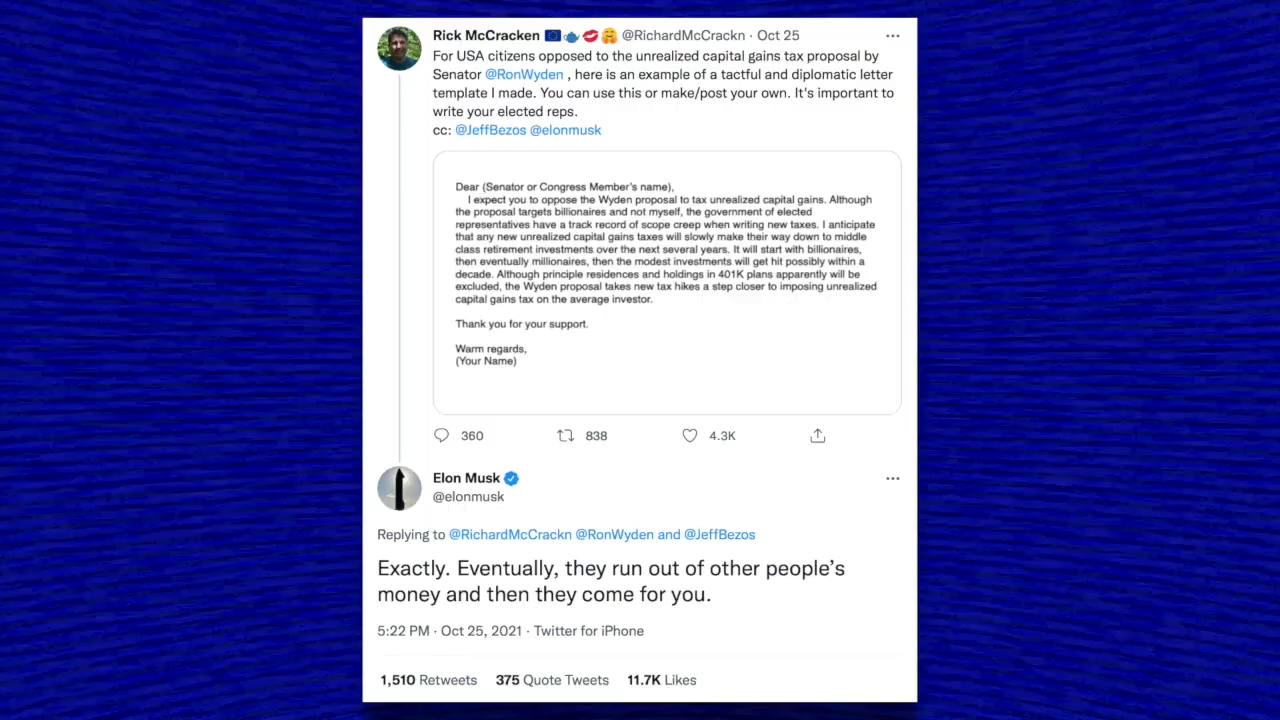 Rick McCracken 🇪🇺🫖💋🤗 @RichardMcCrackn · Oct 25
For USA citizens opposed to the unrealized capital gains tax proposal by
Senator @RonWyden , here is an example of a tactful and diplomatic letter
template I made. You can use this or make/post your own. It's important to
write your elected reps.
cc: @JeffBezos @elonmusk
Dear (Senator or Congress Member's name),
I expect you to oppose the Wyden proposal to tax unrealized capital gains. Although
the proposal targets billionaires and not myself, the government of elected
representatives have a track record of scope creep when writing new taxes. I anticipate
that any new unrealized capital gains taxes will slowly make their way down to middle
class retirement investments over the next several years. It will start with billionaires,
then eventually millionaires, then the modest investments will get hit possibly within a
decade. Although principle residences and holdings in 401K plans apparently will be
excluded, the Wyden proposal takes new tax hikes a step closer to imposing unrealized
capital gains tax on the average investor.
Thank you for your support.
Warm regards,
(Your Name)
360 838 4.3K
Elon Musk
@elonmusk
Replying to @RichardMcCrackn @RonWyden and @JeffBezos
Exactly. Eventually, they run out of other people's
money and then they come for you.
5:22 PM · Oct 25, 2021 · Twitter for iPhone
1,510 Retweets 375 Quote Tweets 11.7K Likes